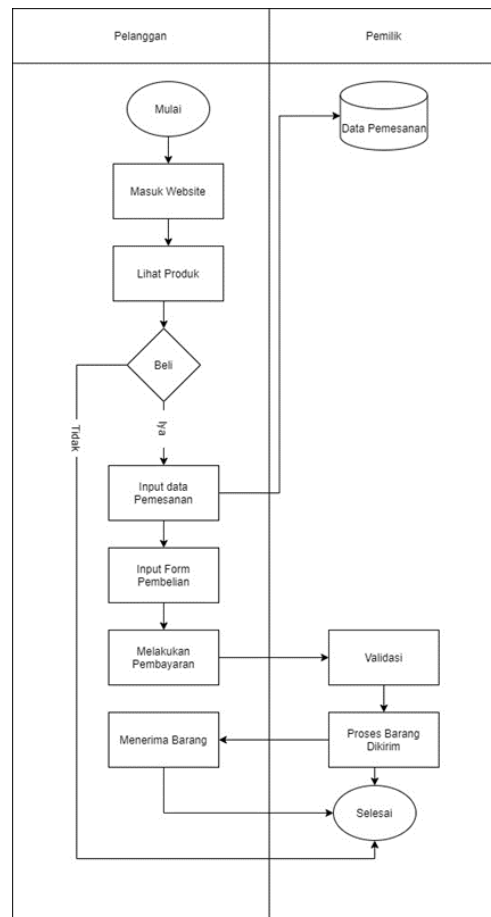 Pelanggan
Pemilik
Mulai
Data Pemesanan
Masuk Website
Lihat Produk
Beli
Tidak
Iya
Input data
Pemesanan
Input Form
Pembelian
Melakukan
Pembayaran
Validasi
Menerima Barang
Proses Barang
Dikirim
Selesai